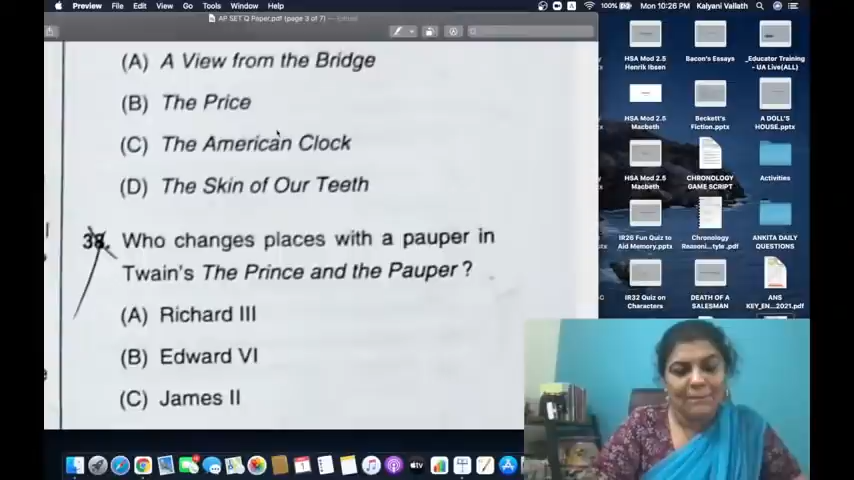 Preview File Edit View Go Tools Window Help
100% Mon 10:26 PM Kalyani Vallath
AP SET Q Paper.pdf (page 3 of 7) — Edited
(A) A View from the Bridge
(B) The Price
(C) The American Clock
(D) The Skin of Our Teeth
38. Who changes places with a pauper in
Twain's The Prince and the Pauper ?
(A) Richard III
(B) Edward VI
(C) James II
HSA Mod 2.5
Henrik Ibsen
Bacon's Essays
_Educator Training
- UA Live(ALL)
HSA Mod 2.5
Macbeth
Beckett's
Fiction.pptx
A DOLL'S
HOUSE.pptx
HSA Mod 2.5
Macbeth
CHRONOLOGY
GAME SCRIPT
Activities
IR26 Fun Quiz to
Aid Memory.pptx
Chronology
Reasoni...tyle .pdf
ANKITA DAILY
QUESTIONS
IR32 Quiz on
Characters
DEATH OF A
SALESMAN
ANS
KEY_EN...2021.pdf
tv